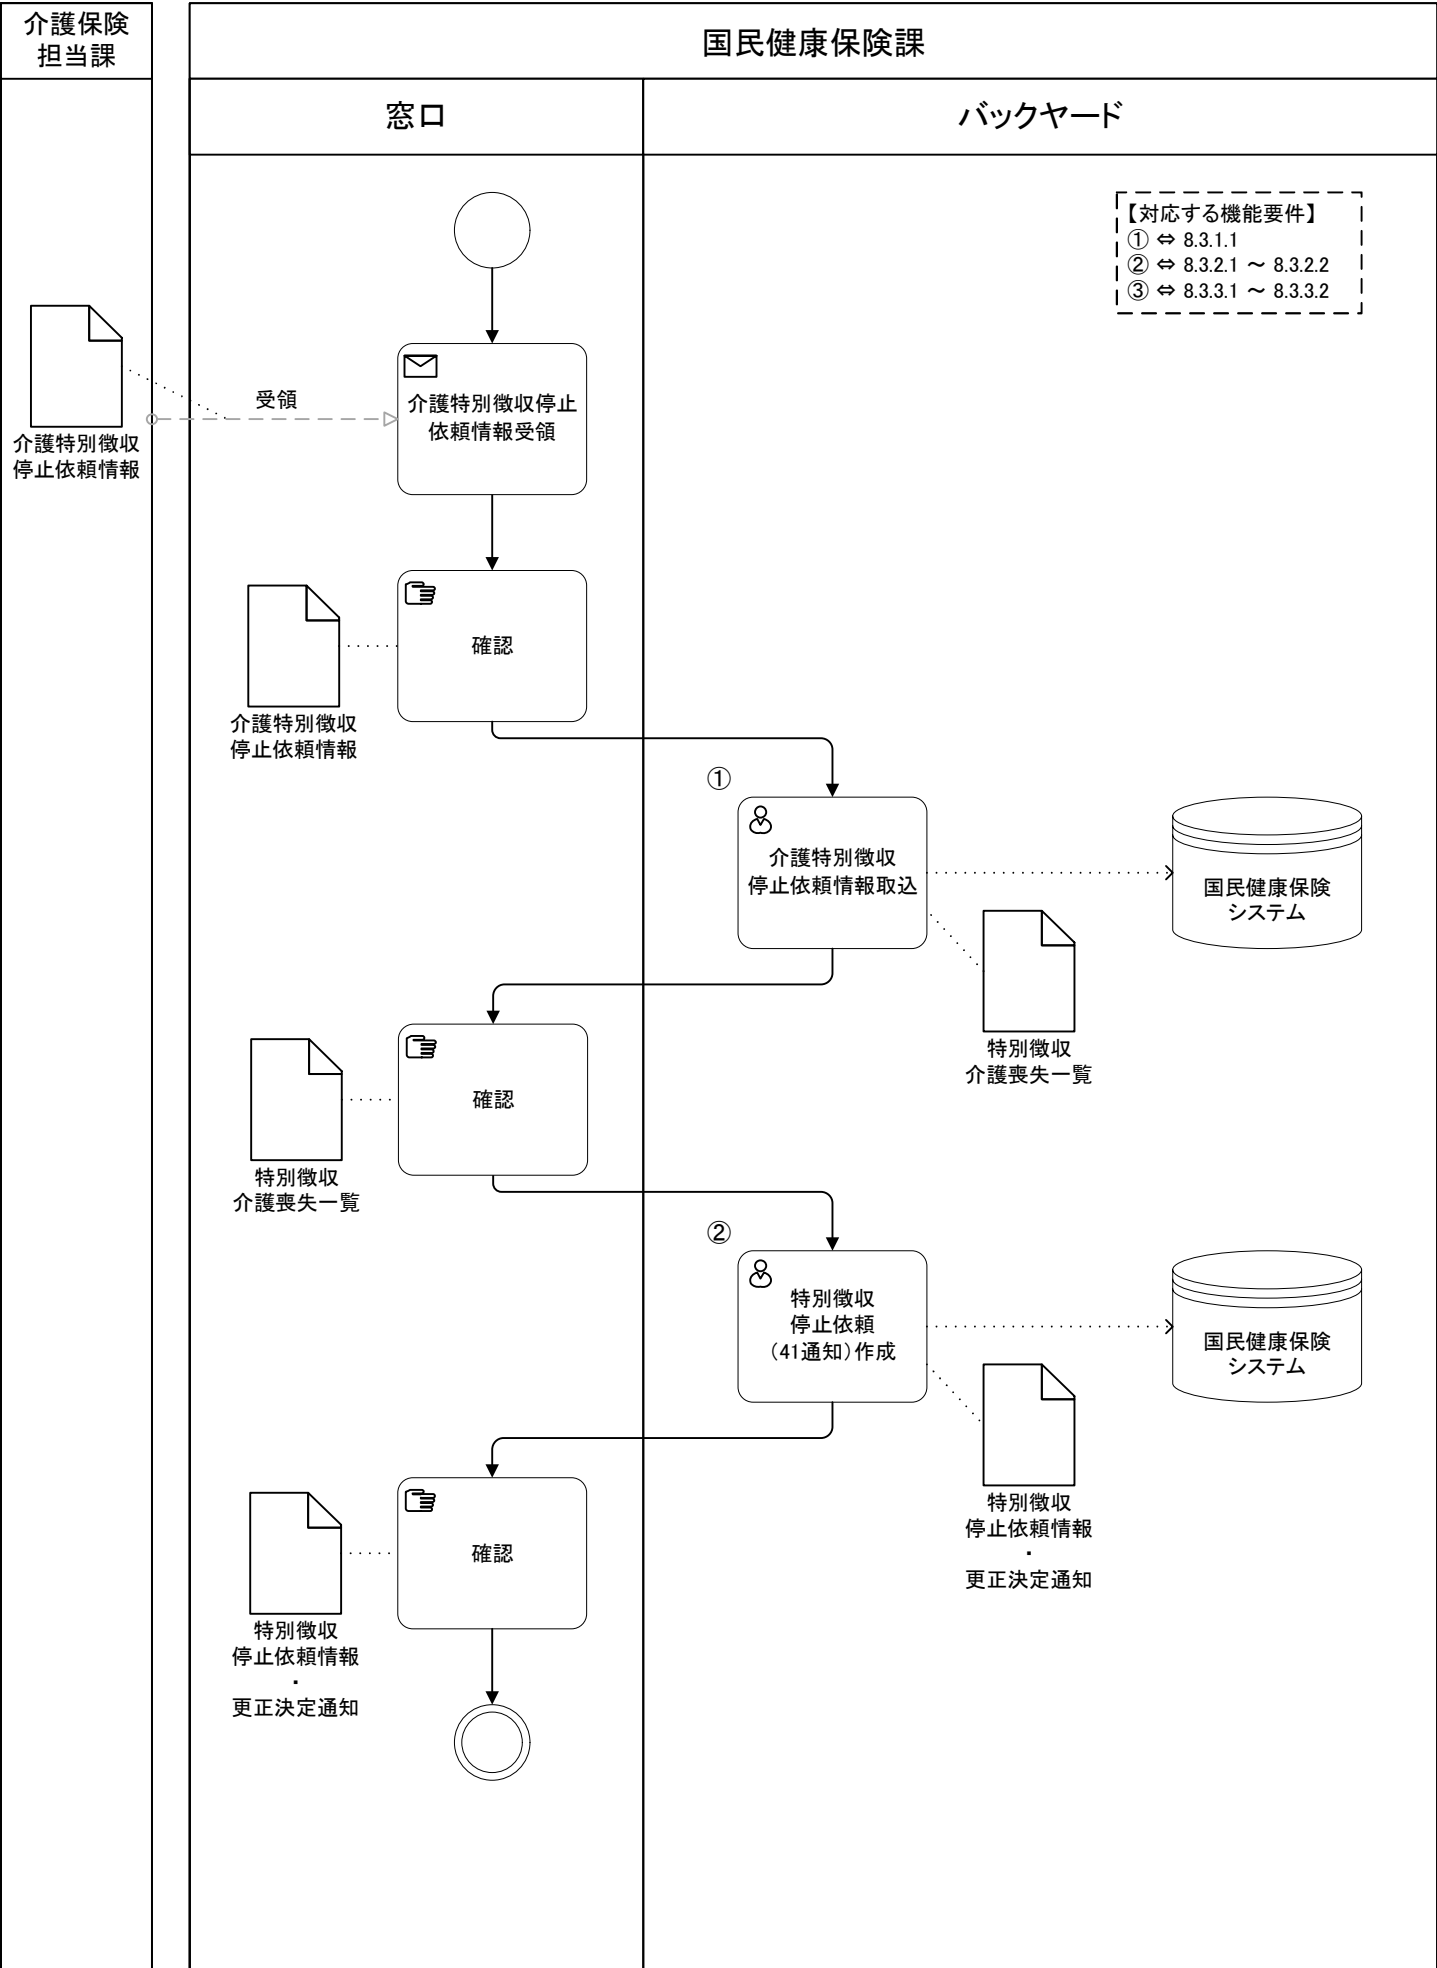 介護保険
担当課
国民健康保険課
窓口
バックヤード
【対応する機能要件】
① ⇔ 8.3.1.1
② ⇔ 8.3.2.1 ～ 8.3.2.2
③ ⇔ 8.3.3.1 ～ 8.3.3.2
介護特別徴収
停止依頼情報
受領
介護特別徴収停止
依頼情報受領
確認
介護特別徴収
停止依頼情報
①
介護特別徴収
停止依頼情報取込
国民健康保険
システム
特別徴収
介護喪失一覧
確認
特別徴収
介護喪失一覧
②
特別徴収
停止依頼
（41通知）作成
国民健康保険
システム
特別徴収
停止依頼情報
・
更正決定通知
確認
特別徴収
停止依頼情報
・
更正決定通知